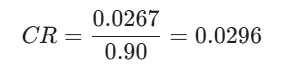 CR = 0.0267 / 0.90 = 0.0296